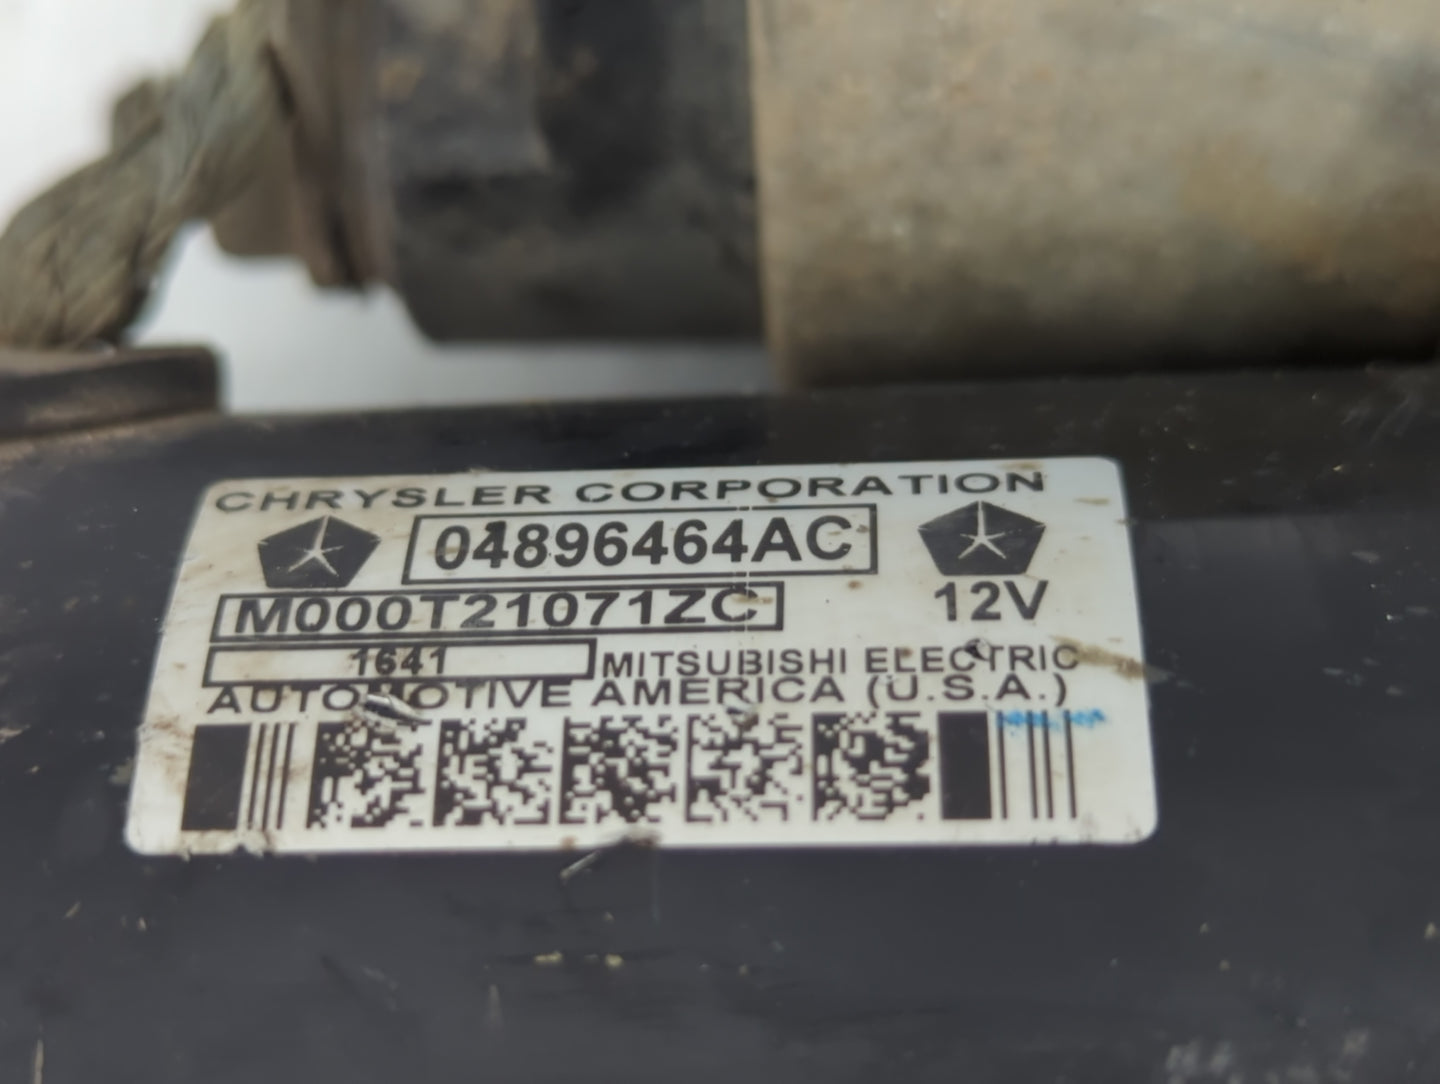 CHRYSLER CORPORATION
04896464AC
M000T21071ZC 12V
1641 MITSUBISHI ELECTRIC
AUTOMOTIVE AMERICA (U.S.A.)